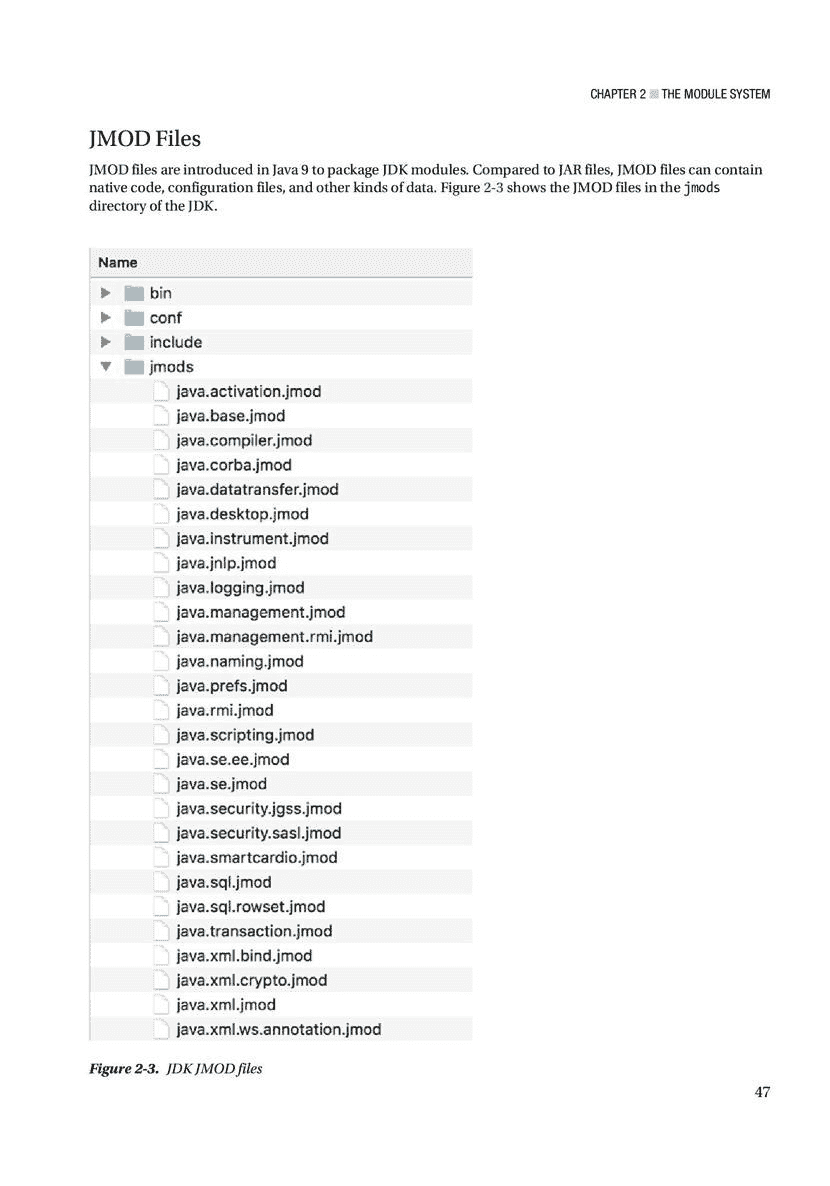 CHAPTER 2 ▒ THE MODULE SYSTEM
JMOD Files
JMOD files are introduced in Java 9 to package JDK modules. Compared to JAR files, JMOD files can contain
native code, configuration files, and other kinds of data. Figure 2-3 shows the JMOD files in the jmods
directory of the JDK.
Name
bin
conf
include
jmods
java.activation.jmod
java.base.jmod
java.compiler.jmod
java.corba.jmod
java.datatransfer.jmod
java.desktop.jmod
java.instrument.jmod
java.jnlp.jmod
java.logging.jmod
java.management.jmod
java.management.rmi.jmod
java.naming.jmod
java.prefs.jmod
java.rmi.jmod
java.scripting.jmod
java.se.ee.jmod
java.se.jmod
java.security.jgss.jmod
java.security.sasl.jmod
java.smartcardio.jmod
java.sql.jmod
java.sql.rowset.jmod
java.transaction.jmod
java.xml.bind.jmod
java.xml.crypto.jmod
java.xml.jmod
java.xml.ws.annotation.jmod
Figure 2-3. JDK JMOD files
47